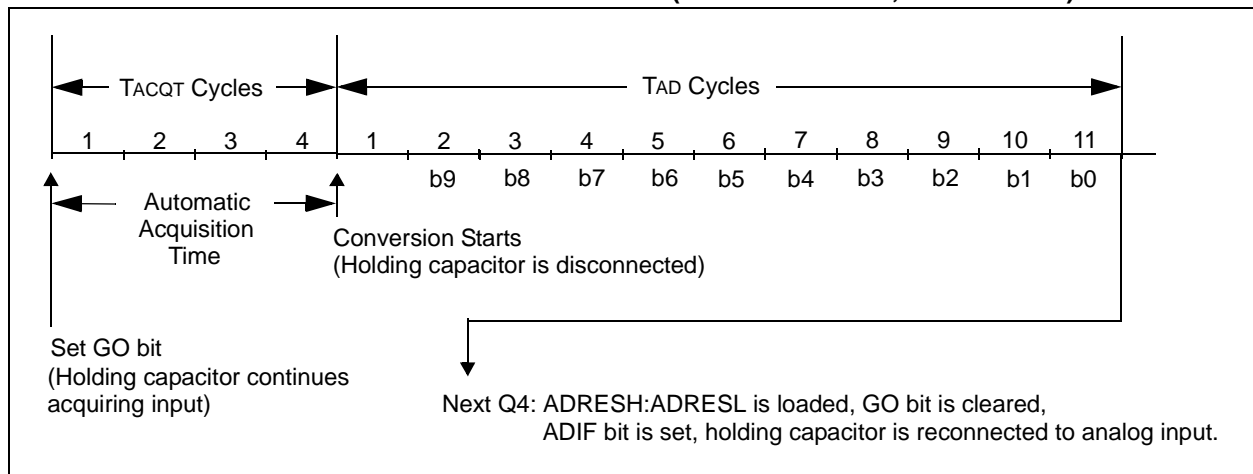 TACQT Cycles
TAD Cycles
1 2 3 4 1 2 3 4 5 6 7 8 9 10 11
b9 b8 b7 b6 b5 b4 b3 b2 b1 b0
Automatic
Acquisition
Time
Conversion Starts
(Holding capacitor is disconnected)
Set GO bit
(Holding capacitor continues
acquiring input)
Next Q4: ADRESH:ADRESL is loaded, GO bit is cleared,
ADIF bit is set, holding capacitor is reconnected to analog input.